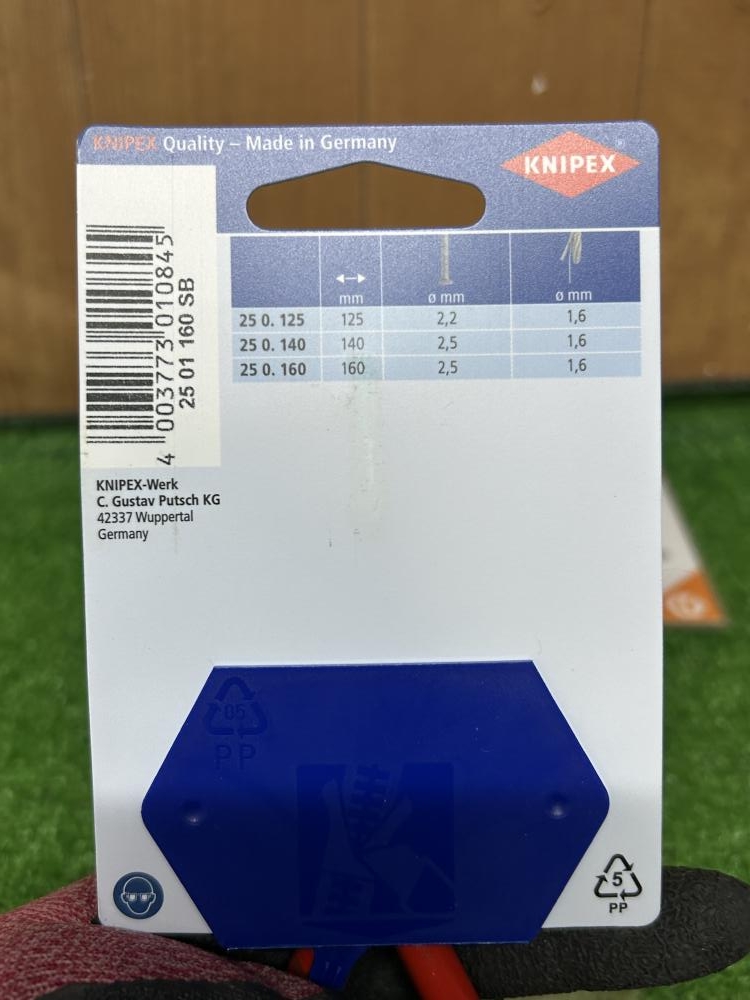 KNIPEX Quality – Made in Germany
KNIPEX ®
mm ø mm ø mm
25 0. 125 125 2,2 1,6
25 0. 140 140 2,5 1,6
25 0. 160 160 2,5 1,6
4 003773 010845
25 01 160 SB
KNIPEX-Werk
C. Gustav Putsch KG
42337 Wuppertal
Germany
05
PP
5
PP